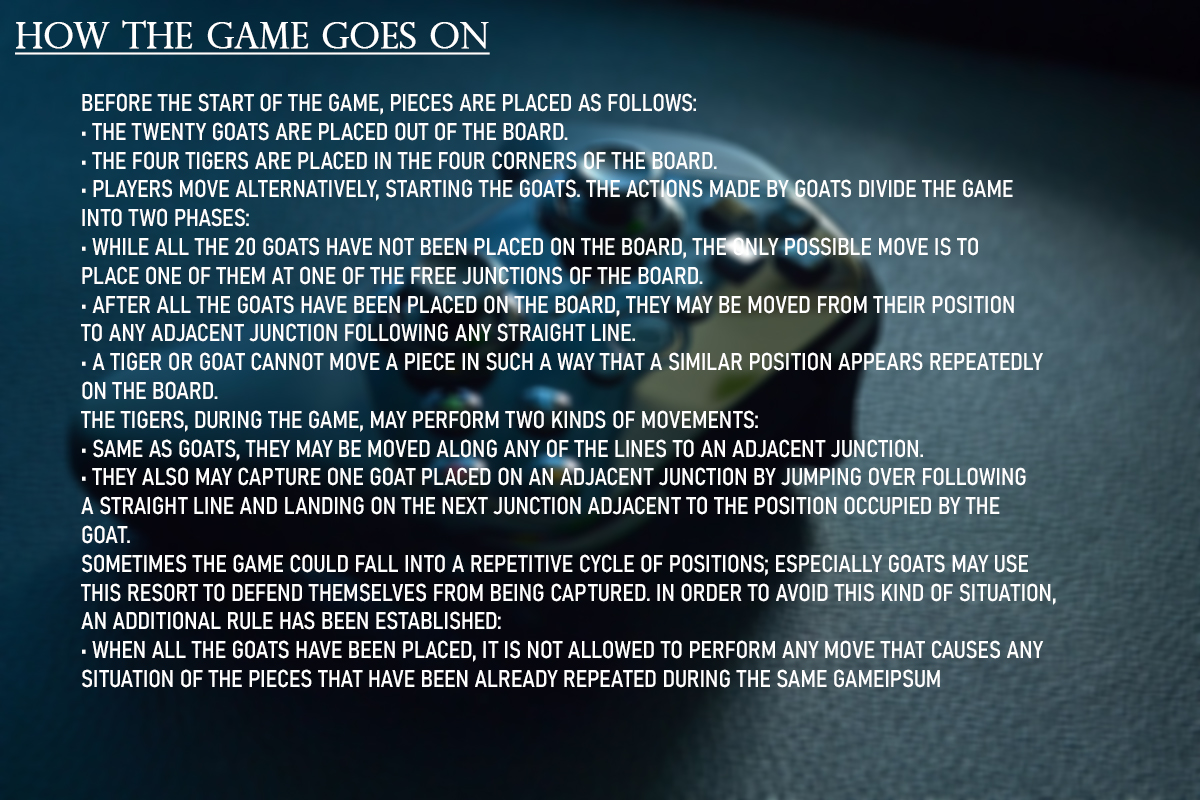 HOW THE GAME GOES ON
BEFORE THE START OF THE GAME, PIECES ARE PLACED AS FOLLOWS:
▪ THE TWENTY GOATS ARE PLACED OUT OF THE BOARD.
▪ THE FOUR TIGERS ARE PLACED IN THE FOUR CORNERS OF THE BOARD.
▪ PLAYERS MOVE ALTERNATIVELY, STARTING THE GOATS. THE ACTIONS MADE BY GOATS DIVIDE THE GAME
INTO TWO PHASES:
▪ WHILE ALL THE 20 GOATS HAVE NOT BEEN PLACED ON THE BOARD, THE ONLY POSSIBLE MOVE IS TO
PLACE ONE OF THEM AT ONE OF THE FREE JUNCTIONS OF THE BOARD.
▪ AFTER ALL THE GOATS HAVE BEEN PLACED ON THE BOARD, THEY MAY BE MOVED FROM THEIR POSITION
TO ANY ADJACENT JUNCTION FOLLOWING ANY STRAIGHT LINE.
▪ A TIGER OR GOAT CANNOT MOVE A PIECE IN SUCH A WAY THAT A SIMILAR POSITION APPEARS REPEATEDLY
ON THE BOARD.
THE TIGERS, DURING THE GAME, MAY PERFORM TWO KINDS OF MOVEMENTS:
▪ SAME AS GOATS, THEY MAY BE MOVED ALONG ANY OF THE LINES TO AN ADJACENT JUNCTION.
▪ THEY ALSO MAY CAPTURE ONE GOAT PLACED ON AN ADJACENT JUNCTION BY JUMPING OVER FOLLOWING
A STRAIGHT LINE AND LANDING ON THE NEXT JUNCTION ADJACENT TO THE POSITION OCCUPIED BY THE
GOAT.
SOMETIMES THE GAME COULD FALL INTO A REPETITIVE CYCLE OF POSITIONS; ESPECIALLY GOATS MAY USE
THIS RESORT TO DEFEND THEMSELVES FROM BEING CAPTURED. IN ORDER TO AVOID THIS KIND OF SITUATION,
AN ADDITIONAL RULE HAS BEEN ESTABLISHED:
▪ WHEN ALL THE GOATS HAVE BEEN PLACED, IT IS NOT ALLOWED TO PERFORM ANY MOVE THAT CAUSES ANY
SITUATION OF THE PIECES THAT HAVE BEEN ALREADY REPEATED DURING THE SAME GAMEIPSUM